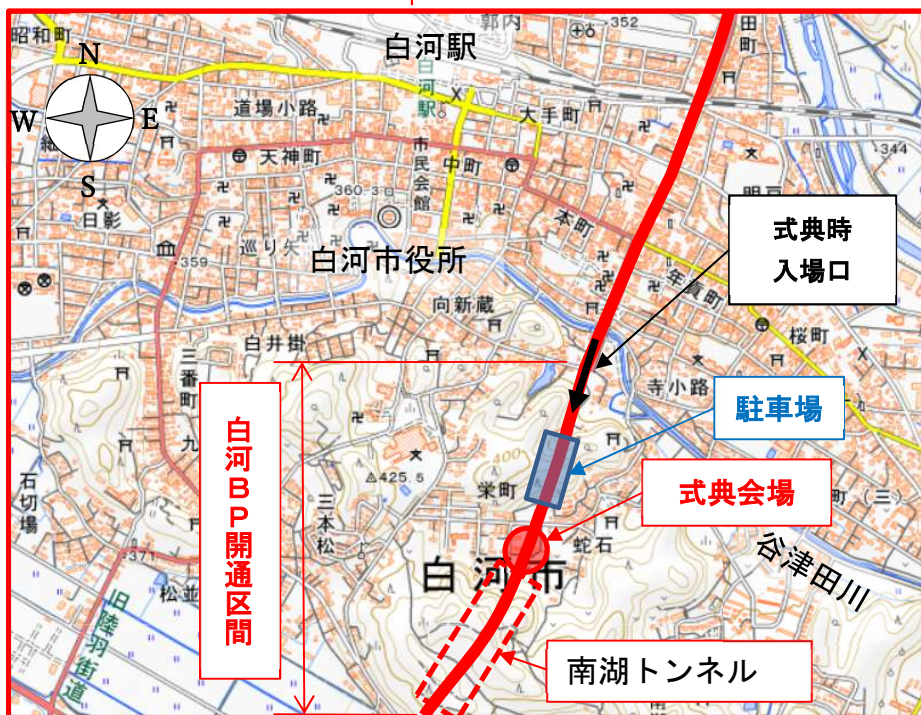 昭和町
N
W
E
S
白河駅
郭内
352
田町
白河駅
道場小路
大手町
天神町
市民会館
中町
344
360.3
日影
本町
359
白河市役所
年貢町
式典時
入場口
向新蔵
桜町
白井掛
三番町
寺小路
九
白河BP開通区間
駐車場
400
425.5
栄町
式典会場
石切場
三本松
町(三)
371
蛇石
谷津田川
白河市
松並
旧陸羽街道
南湖トンネル